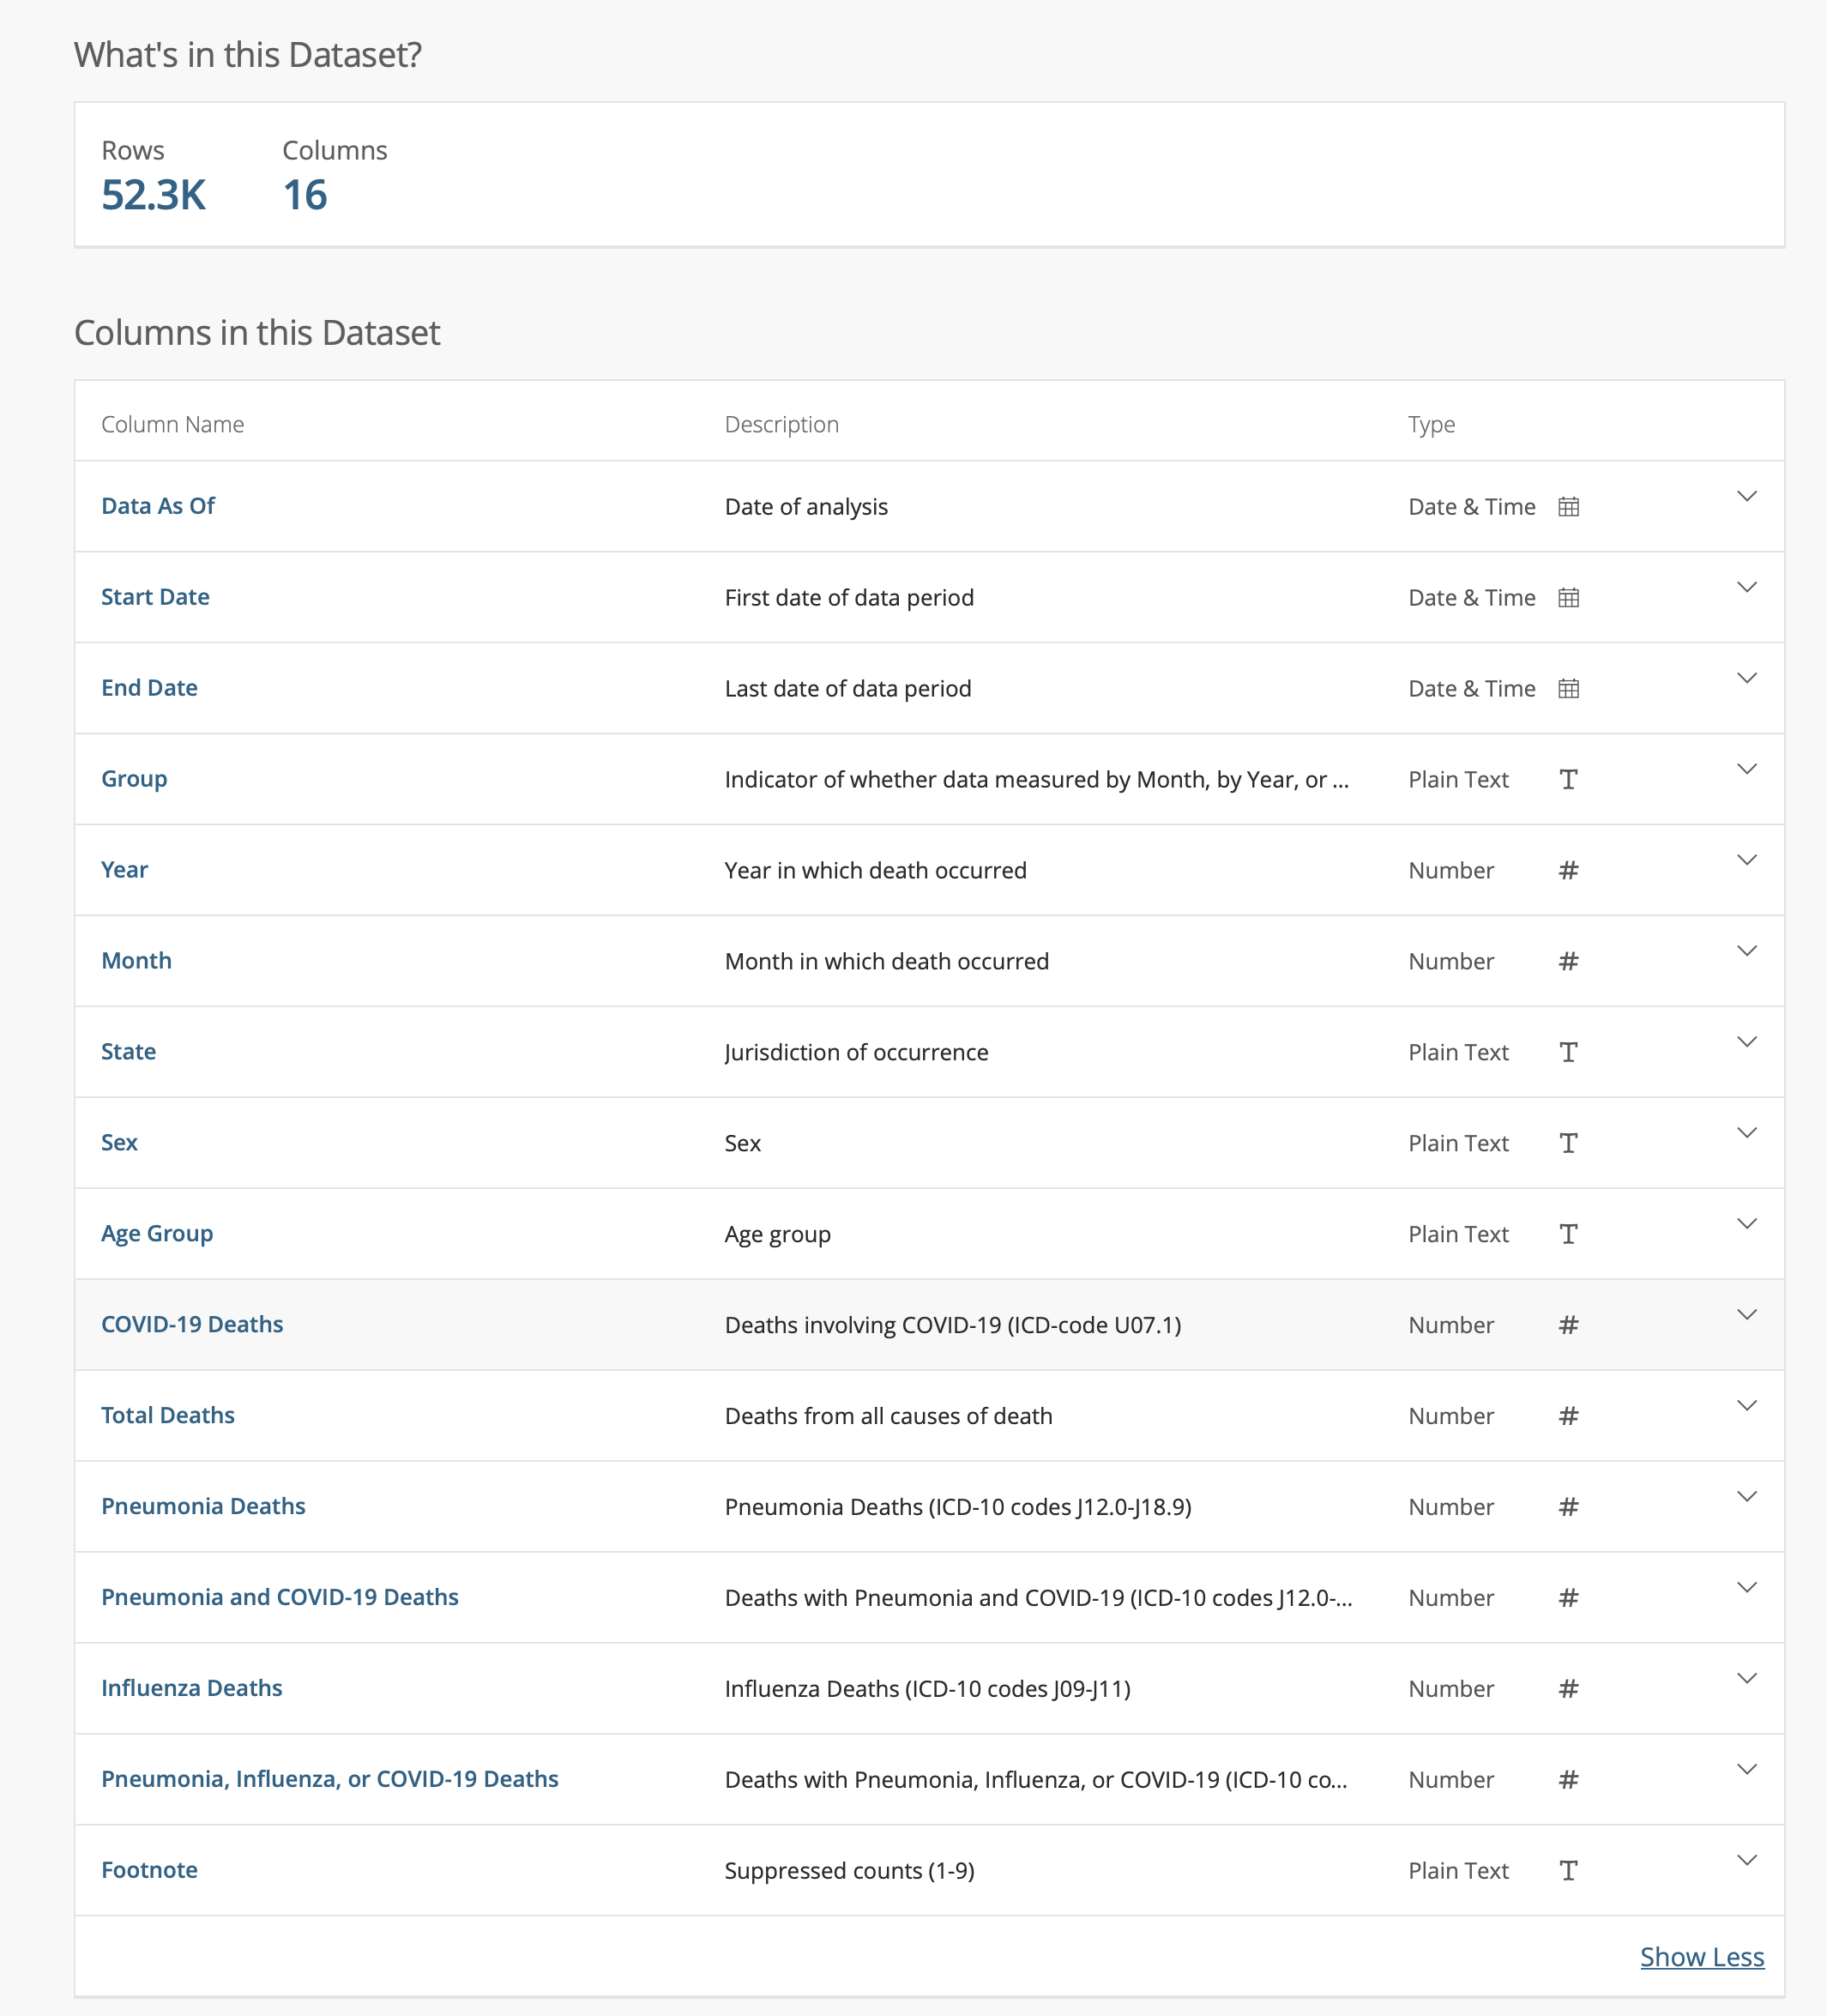 What's in this Dataset?
Rows Columns
52.3K 16
Columns in this Dataset
Column Name Description Type
Data As Of Date of analysis Date & Time
Start Date First date of data period Date & Time
End Date Last date of data period Date & Time
Group Indicator of whether data measured by Month, by Year, or ... Plain Text T
Year Year in which death occurred Number #
Month Month in which death occurred Number #
State Jurisdiction of occurrence Plain Text T
Sex Sex Plain Text T
Age Group Age group Plain Text T
COVID-19 Deaths Deaths involving COVID-19 (ICD-code U07.1) Number #
Total Deaths Deaths from all causes of death Number #
Pneumonia Deaths Pneumonia Deaths (ICD-10 codes J12.0-J18.9) Number #
Pneumonia and COVID-19 Deaths Deaths with Pneumonia and COVID-19 (ICD-10 codes J12.0-... Number #
Influenza Deaths Influenza Deaths (ICD-10 codes J09-J11) Number #
Pneumonia, Influenza, or COVID-19 Deaths Deaths with Pneumonia, Influenza, or COVID-19 (ICD-10 co... Number #
Footnote Suppressed counts (1-9) Plain Text T
Show Less